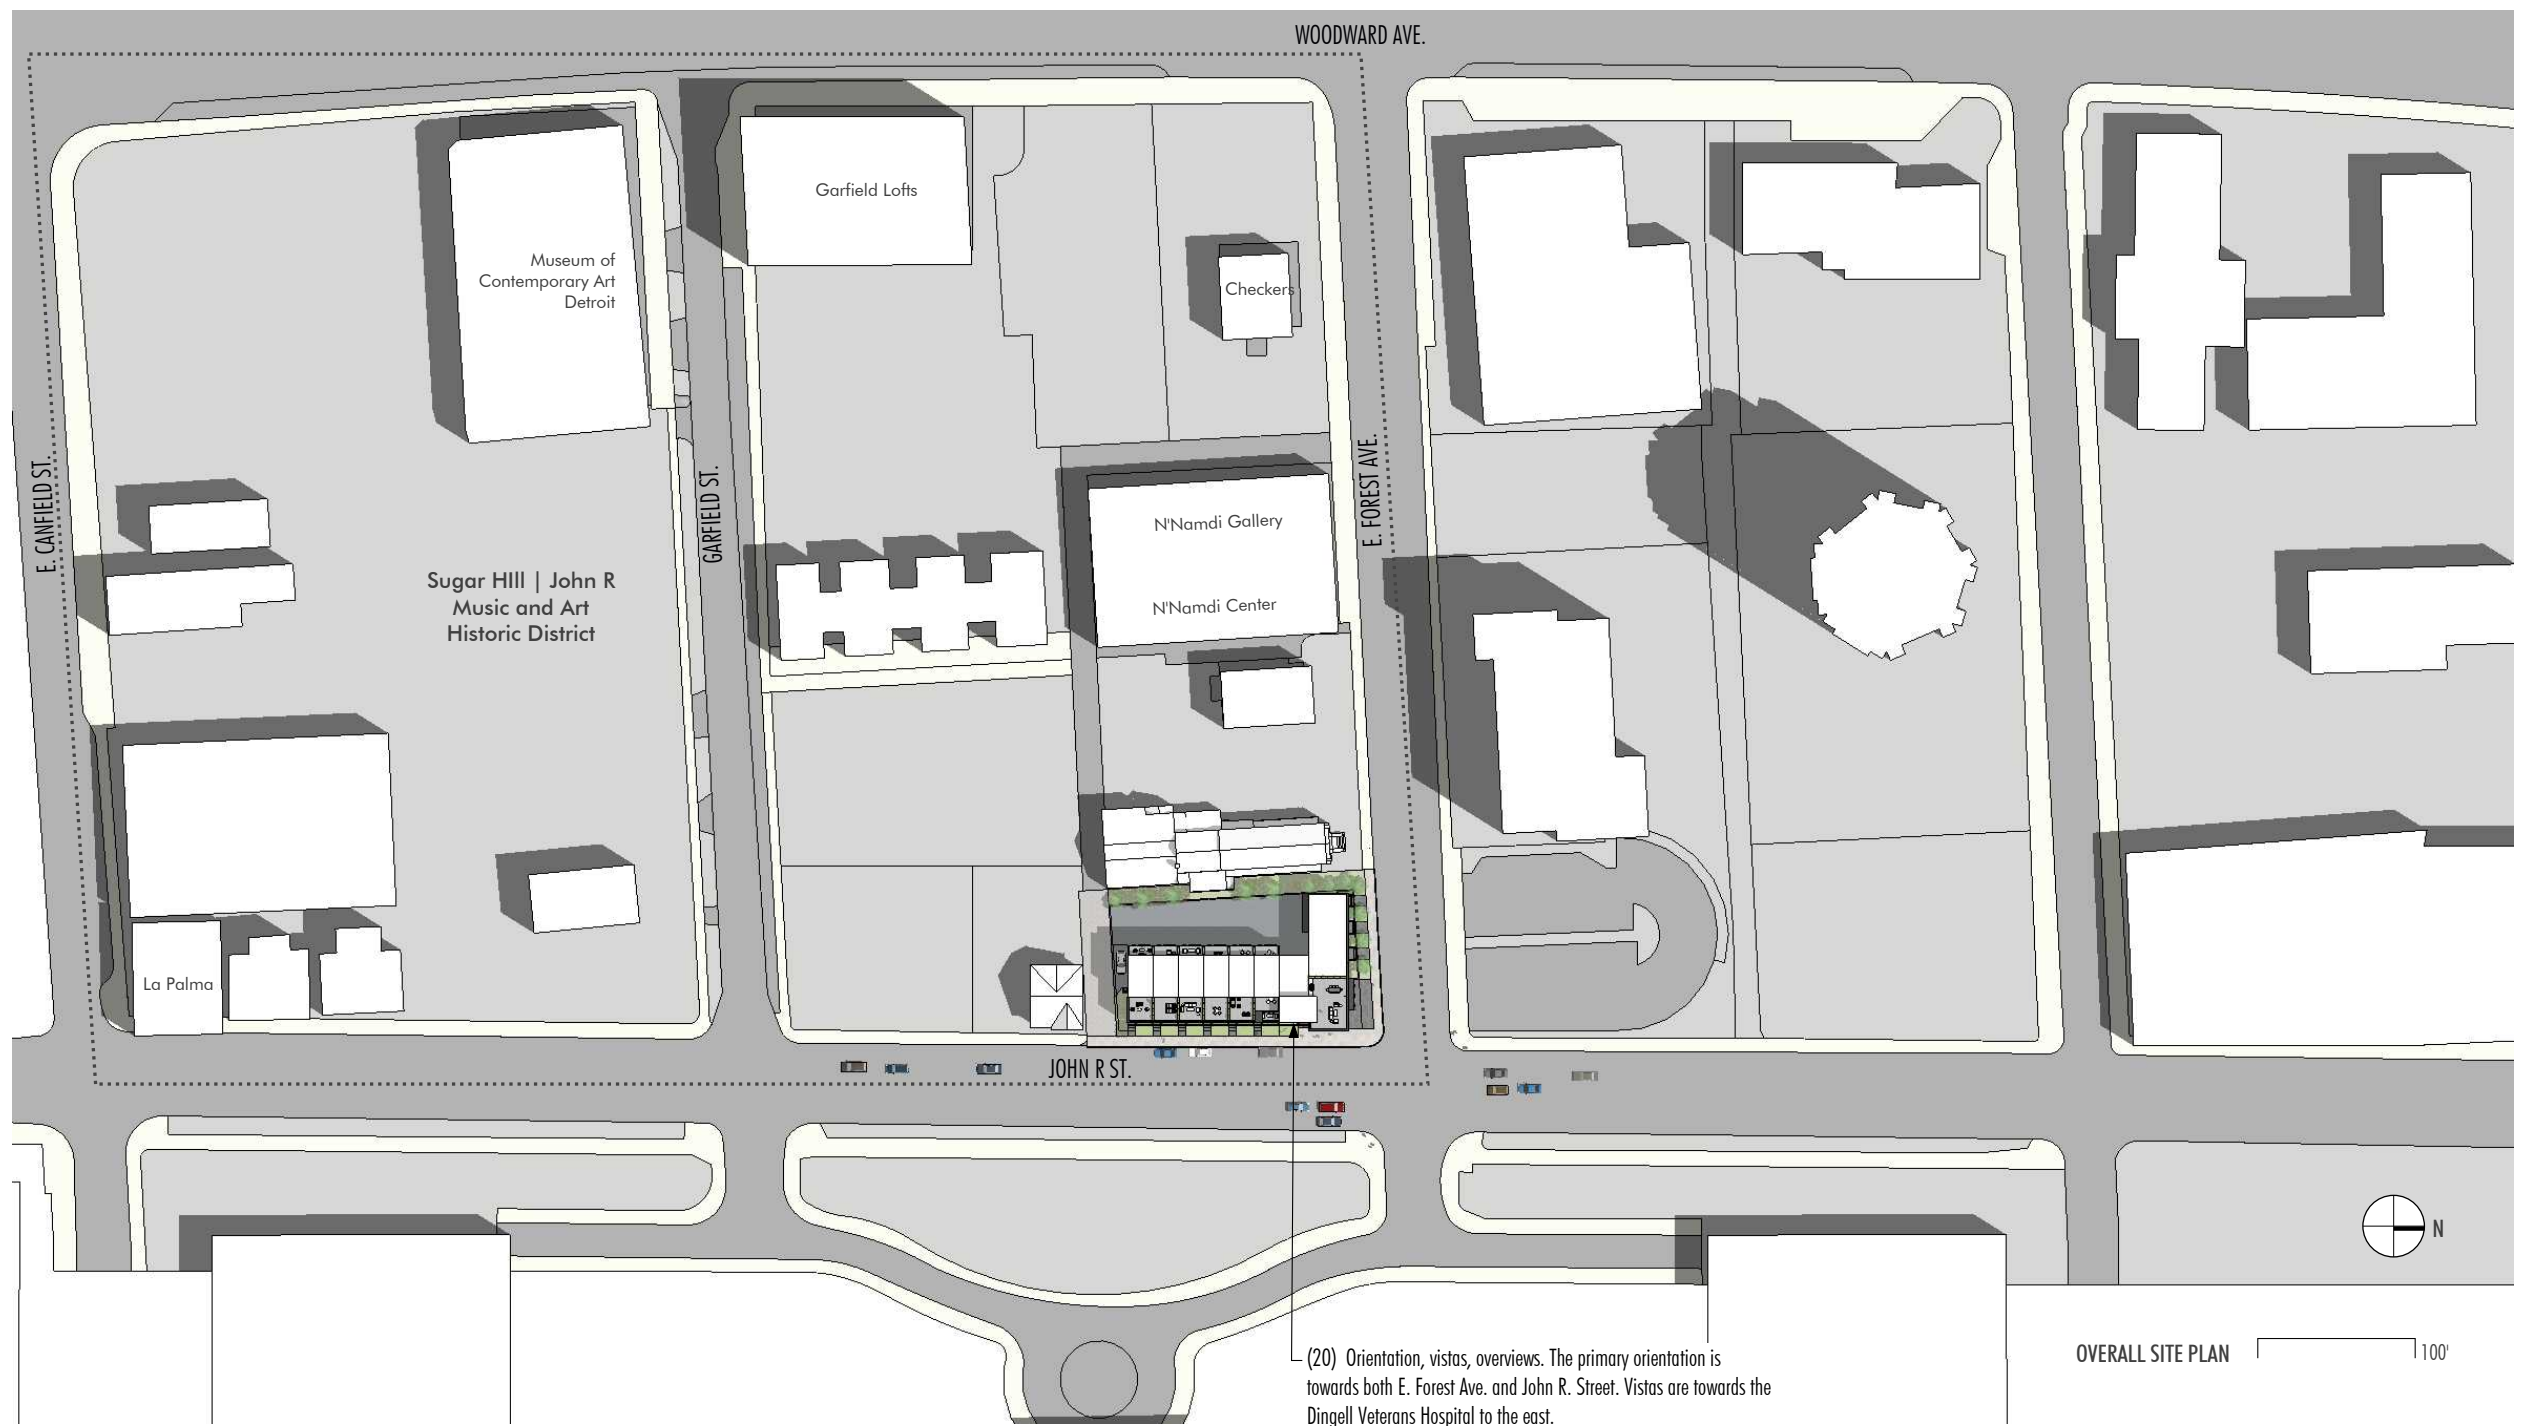 WOODWARD AVE.
Garfield Lofts
Museum of
Contemporary Art
Detroit
Checkers
E. CANFIELD ST.
GARFIELD ST.
E. FOREST AVE.
N'Namdi Gallery
N'Namdi Center
Sugar HIll | John R
Music and Art
Historic District
La Palma
JOHN R ST.
N
(20) Orientation, vistas, overviews. The primary orientation is
towards both E. Forest Ave. and John R. Street. Vistas are towards the
Dingell Veterans Hospital to the east.
OVERALL SITE PLAN
100'